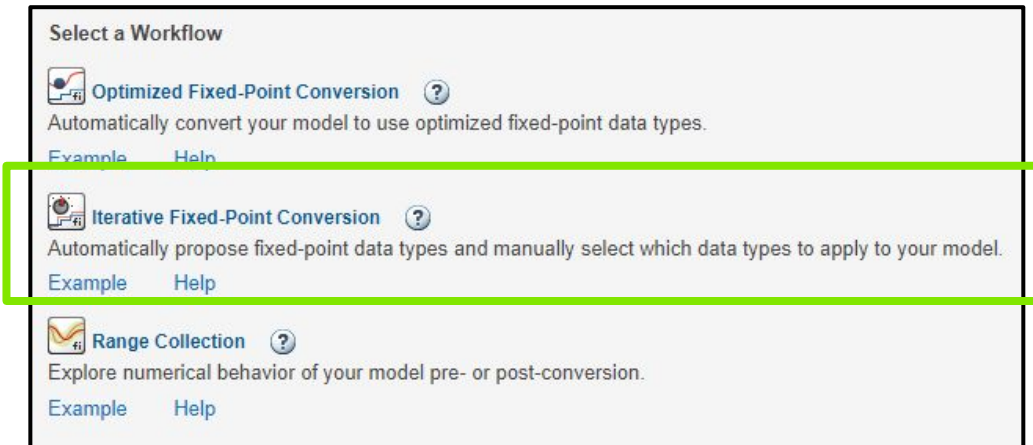 Select a Workflow
Optimized Fixed-Point Conversion ?
Automatically convert your model to use optimized fixed-point data types.
Example Help
Iterative Fixed-Point Conversion ?
Automatically propose fixed-point data types and manually select which data types to apply to your model.
Example Help
Range Collection ?
Explore numerical behavior of your model pre- or post-conversion.
Example Help